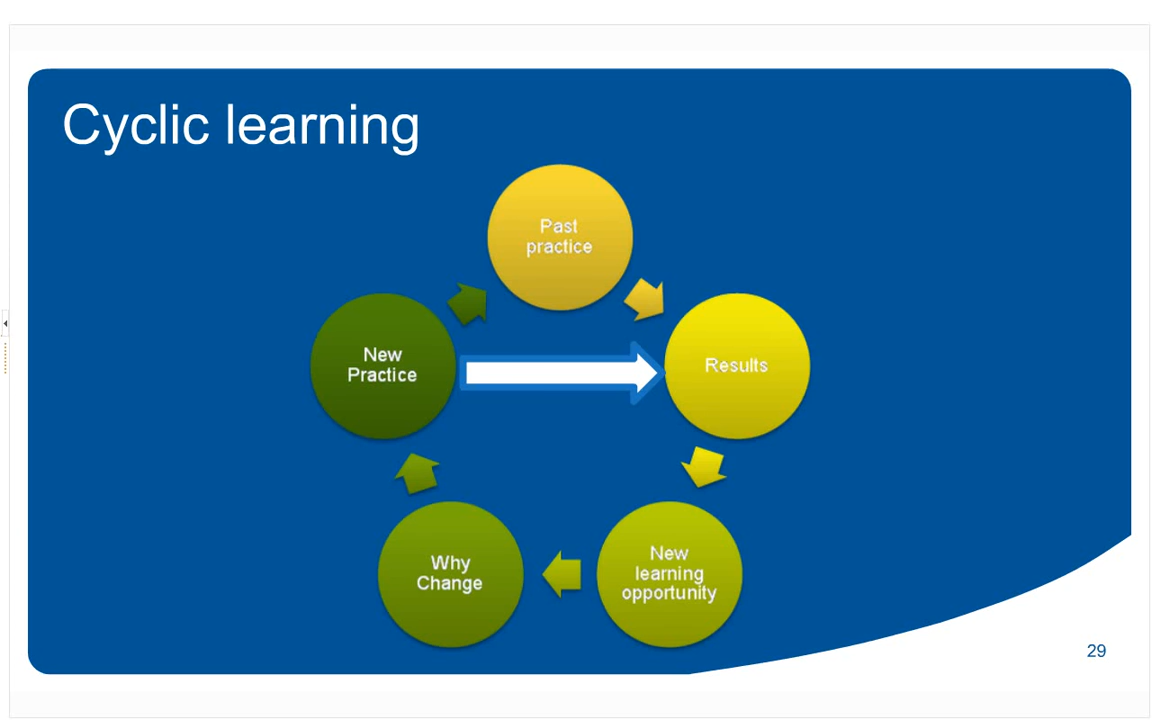 Cyclic learning
Past
practice
New
Practice
Results
Why
Change
New
learning
opportunity
29